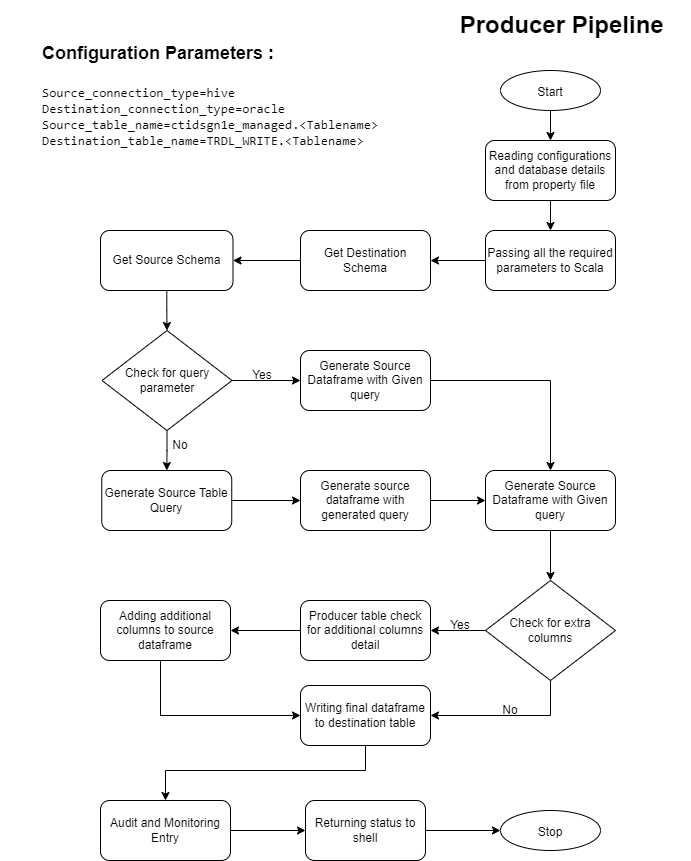 Producer Pipeline
Configuration Parameters :
Source_connection_type=hive
Destination_connection_type=oracle
Source_table_name=ctidsgn1e_managed.<Tablename>
Destination_table_name=TRDL_WRITE.<Tablename>
Start
Reading configurations
and database details
from property file
Passing all the required
parameters to Scala
Get Destination
Schema
Get Source Schema
Check for query
parameter
Yes
Generate Source
Dataframe with Given
query
No
Generate Source Table
Query
Generate source
dataframe with
generated query
Generate Source
Dataframe with Given
query
Check for extra
columns
Yes
Producer table check
for additional columns
detail
Adding additional
columns to source
dataframe
No
Writing final dataframe
to destination table
Audit and Monitoring
Entry
Returning status to
shell
Stop